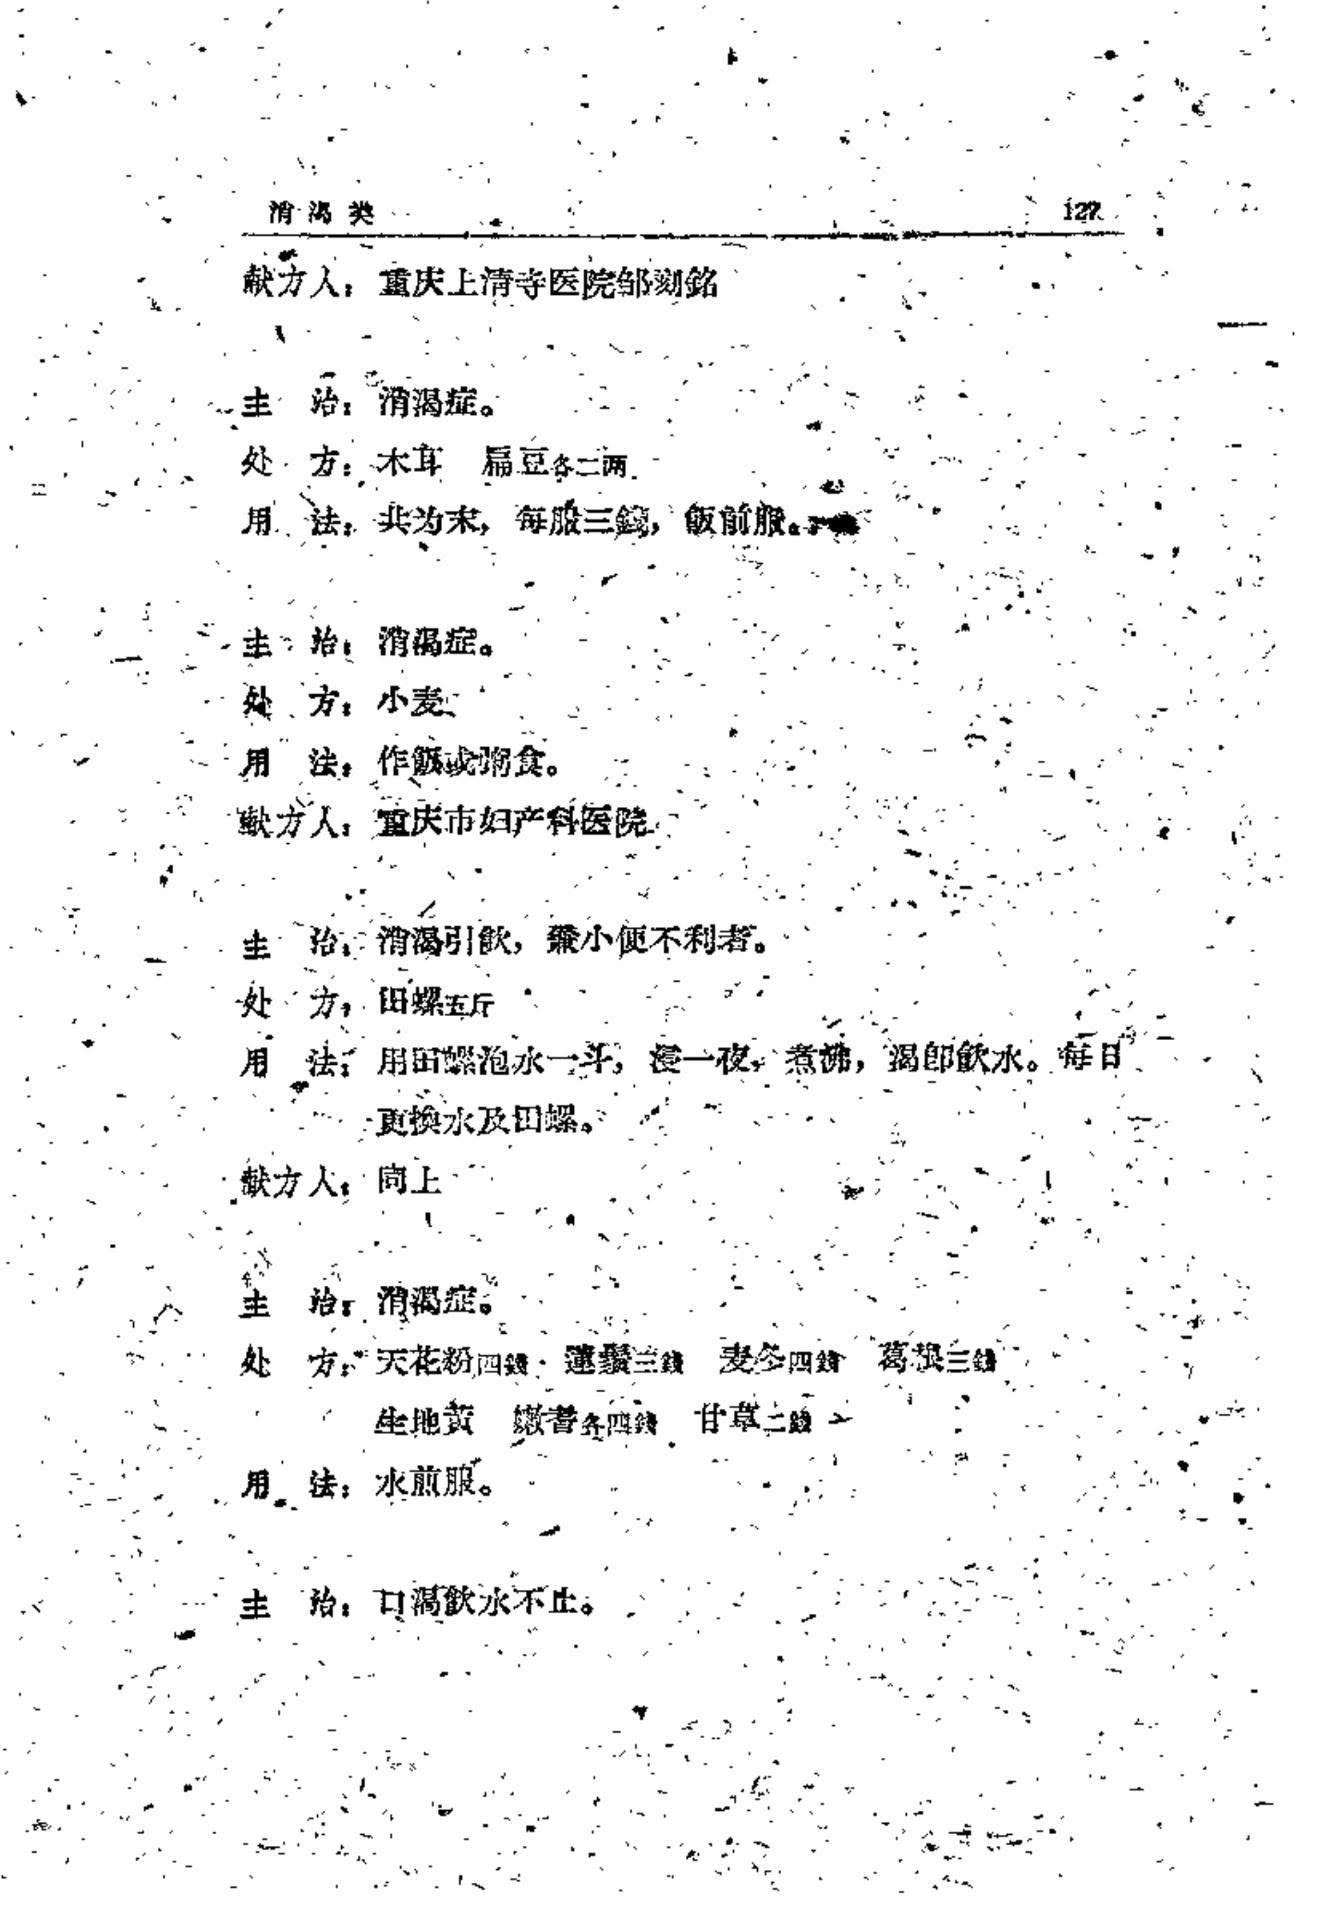 消渴类 127
献方人：重庆上清寺医院邹刻銘
主　治：消渴症。
处　方：木耳　扁豆各二两
用　法：共为末，每服三錢，飯前服。
主　治：消渴症。
处　方：小麦
用　法：作飯或粥食。
献方人：重庆市妇产科医院
主　治：消渴引飲，兼小便不利者。
处　方：田螺五斤
用　法：用田螺泡水一斗，浸一夜，煮沸，渴即飲水。每日
更換水及田螺。
献方人：同上
主　治：消渴症。
处　方：天花粉四錢　蓮鬚三錢　麦冬四錢　葛根三錢
生地黄　嫩耆各四錢　甘草二錢
用　法：水煎服。
主　治：口渴飲水不止。